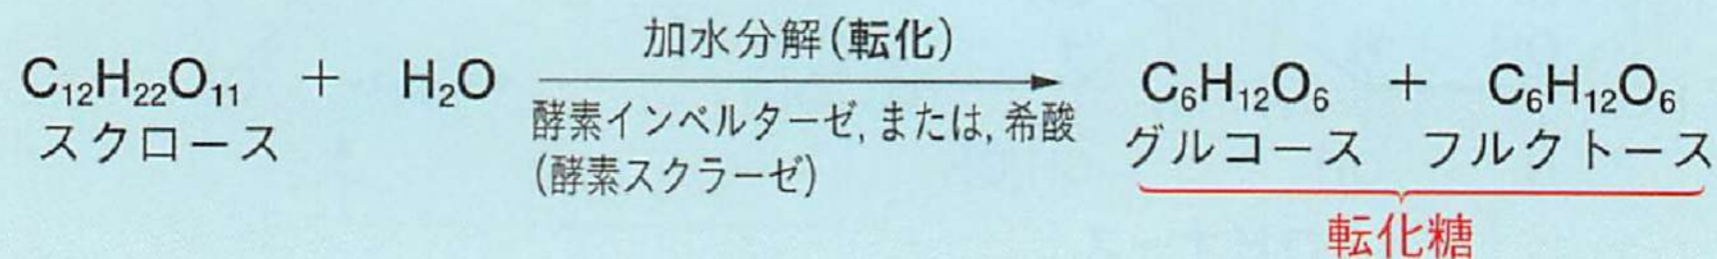 加水分解(転化)
C₁₂H₂₂O₁₁ + H₂O → C₆H₁₂O₆ + C₆H₁₂O₆
酵素インベルターゼ, または, 希酸
スクロース グルコース フルクトース
(酵素スクラーゼ)
転化糖